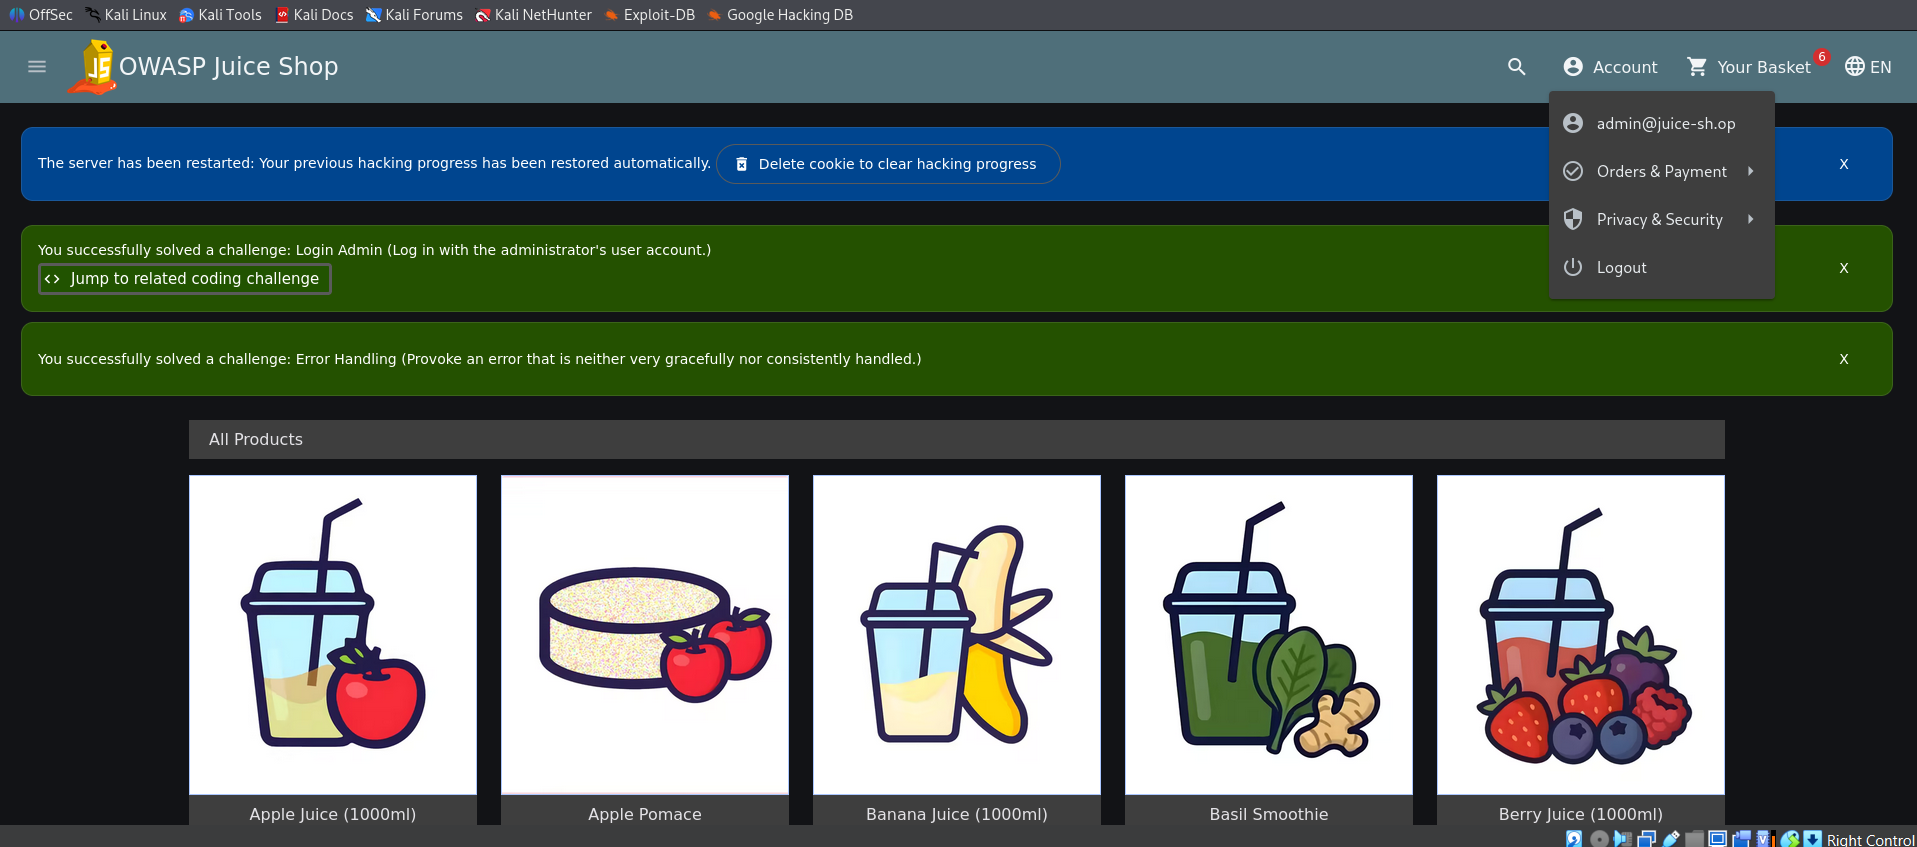 OffSec Kali Linux Kali Tools Kali Docs Kali Forums Kali NetHunter Exploit-DB Google Hacking DB
JS OWASP Juice Shop Account Your Basket 6 EN
admin@juice-sh.op
Orders & Payment
Privacy & Security
Logout
The server has been restarted: Your previous hacking progress has been restored automatically. Delete cookie to clear hacking progress X
You successfully solved a challenge: Login Admin (Log in with the administrator's user account.)
Jump to related coding challenge X
You successfully solved a challenge: Error Handling (Provoke an error that is neither very gracefully nor consistently handled.) X
All Products
Apple Juice (1000ml) Apple Pomace Banana Juice (1000ml) Basil Smoothie Berry Juice (1000ml)
Right Control